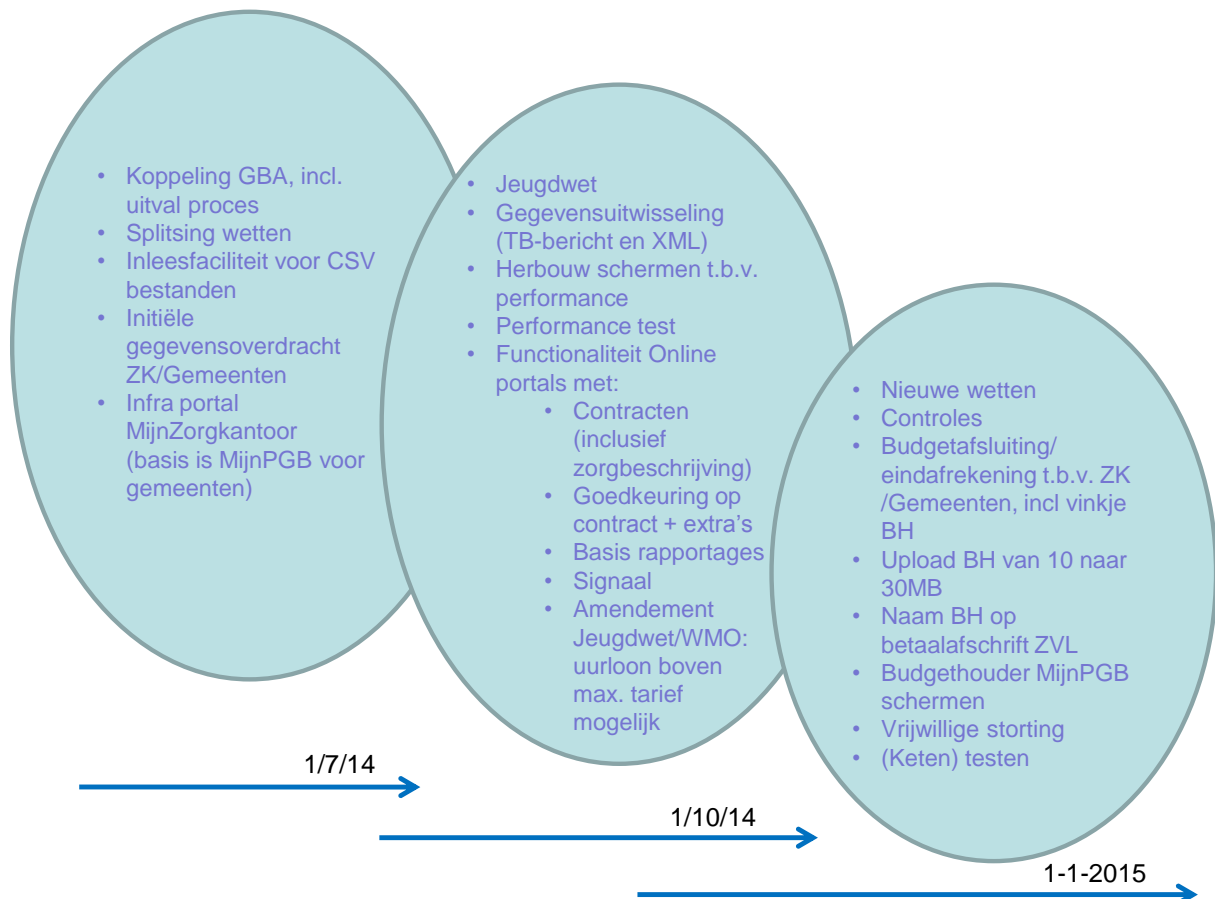 • Koppeling GBA, incl.
uitval proces
• Splitsing wetten
• Inleesfaciliteit voor CSV
bestanden
• Initiële
gegevensoverdracht
ZK/Gemeenten
• Infra portal
MijnZorgkantoor
(basis is MijnPGB voor
gemeenten)
• Jeugdwet
• Gegevensuitwisseling
(TB-bericht en XML)
• Herbouw schermen t.b.v.
performance
• Performance test
• Functionaliteit Online
portals met:
• Contracten
(inclusief
zorgbeschrijving)
• Goedkeuring op
contract + extra's
• Basis rapportages
• Signaal
• Amendement
Jeugdwet/WMO:
uurloon boven
max. tarief
mogelijk
• Nieuwe wetten
• Controles
• Budgetafsluiting/
eindafrekening t.b.v. ZK
/Gemeenten, incl vinkje
BH
• Upload BH van 10 naar
30MB
• Naam BH op
betaalafschrift ZVL
• Budgethouder MijnPGB
schermen
• Vrijwillige storting
• (Keten) testen
1/7/14
1/10/14
1-1-2015